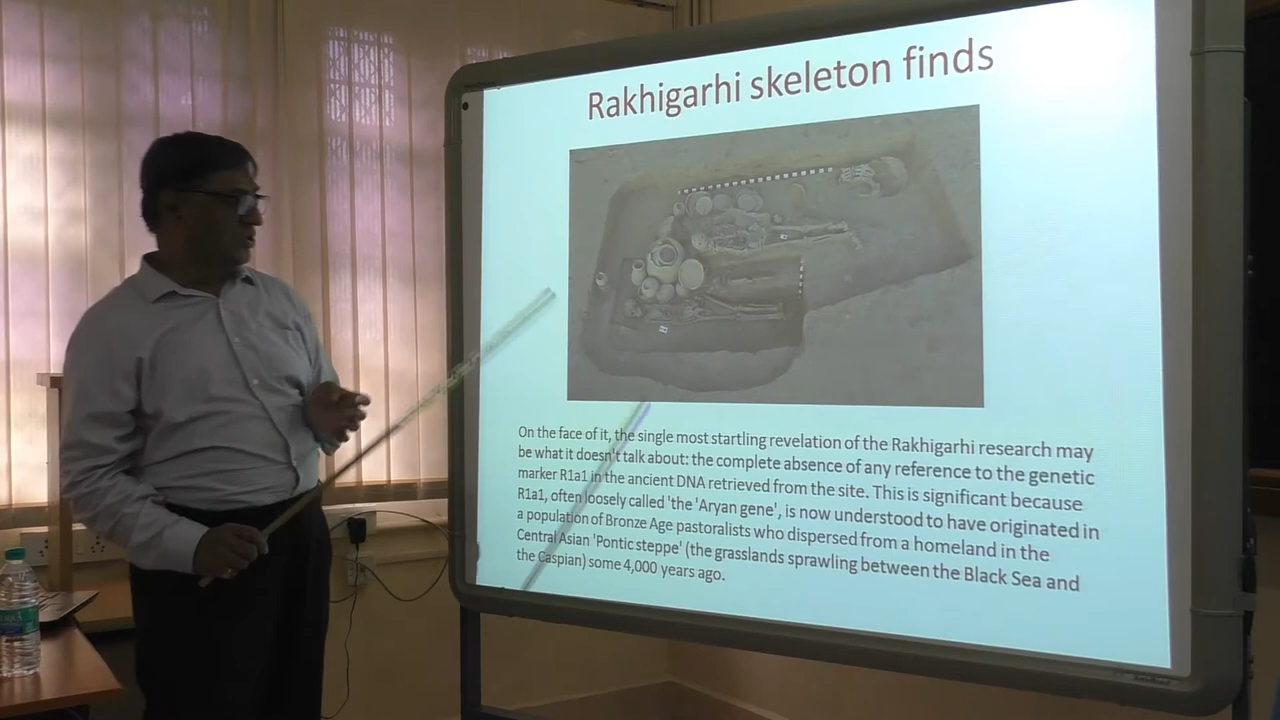 Rakhigarhi skeleton finds
On the face of it, the single most startling revelation of the Rakhigarhi research may
be what it doesn't talk about: the complete absence of any reference to the genetic
marker R1a1 in the ancient DNA retrieved from the site. This is significant because
R1a1, often loosely called 'the 'Aryan gene', is now understood to have originated in
a population of Bronze Age pastoralists who dispersed from a homeland in the
Central Asian 'Pontic steppe' (the grasslands sprawling between the Black Sea and
the Caspian) some 4,000 years ago.